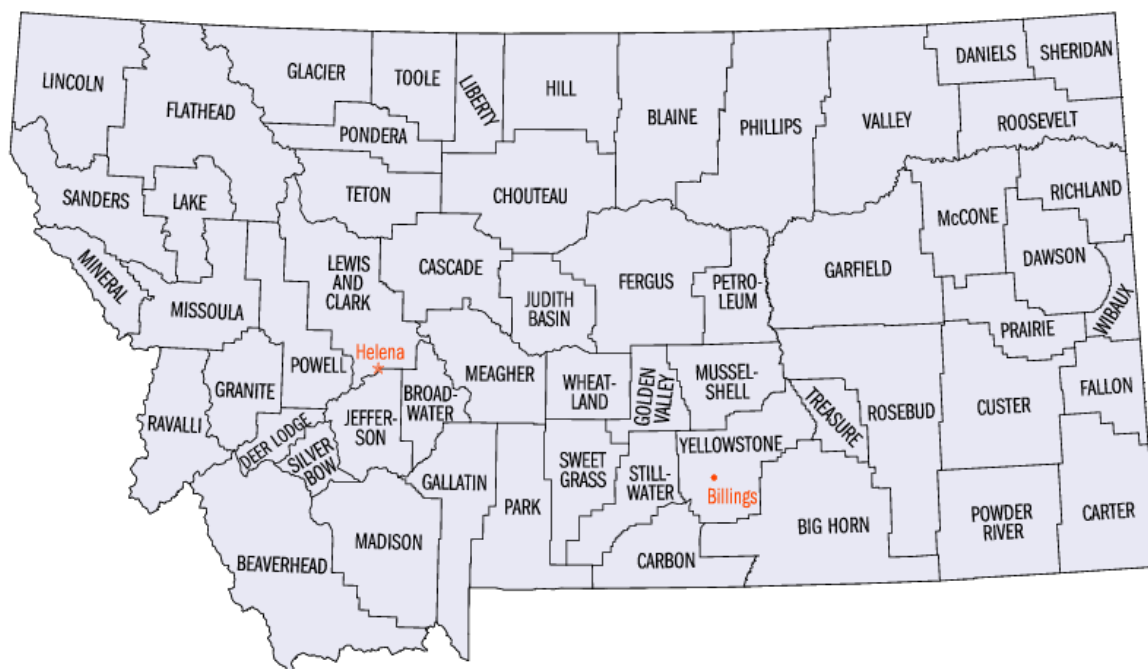 DANIELS
SHERIDAN
GLACIER
TOOLE
LIBERTY
HILL
LINCOLN
FLATHEAD
BLAINE
PHILLIPS
VALLEY
ROOSEVELT
PONDERA
TETON
CHOUTEAU
SANDERS
LAKE
McCONE
RICHLAND
MINERAL
MISSOULA
LEWIS
AND
CLARK
CASCADE
JUDITH
BASIN
FERGUS
PETRO-
LEUM
GARFIELD
DAWSON
WIBAUX
PRAIRIE
Helena
POWELL
GRANITE
RAVALLI
DEER LODGE
SILVER
BOW
JEFFER-
SON
BROAD-
WATER
MEAGHER
WHEAT-
LAND
GOLDEN
VALLEY
MUSSEL-
SHELL
TREASURE
ROSEBUD
CUSTER
FALLON
GALLATIN
PARK
SWEET
GRASS
STILL-
WATER
YELLOWSTONE
Billings
BIG HORN
POWDER
RIVER
CARTER
BEAVERHEAD
MADISON
CARBON